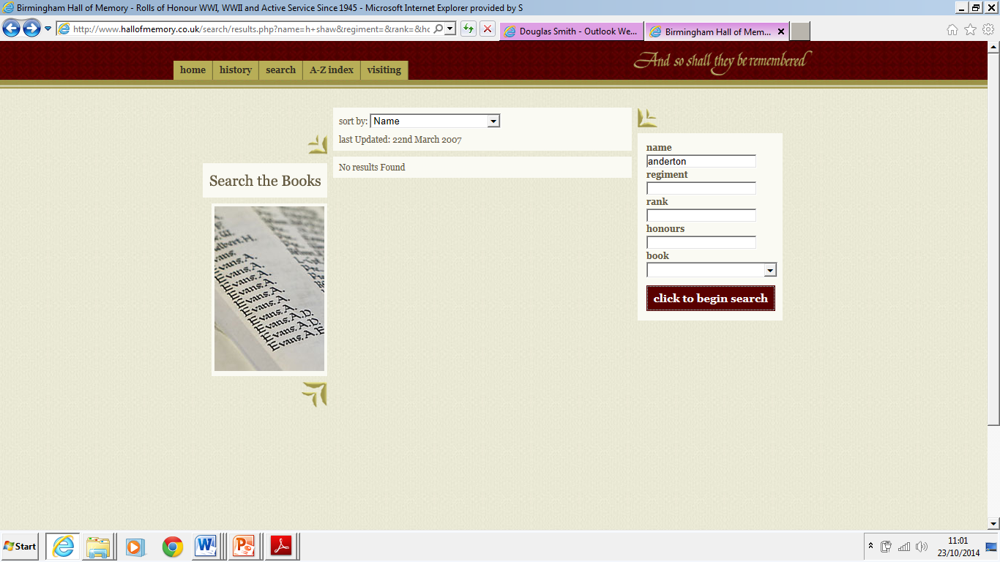 Birmingham Hall of Memory - Rolls of Honour WWI, WWII and Active Service Since 1945 - Microsoft Internet Explorer provided by S
http://www.hallofmemory.co.uk/search/results.php?name=h+shaw&regiment=&rank=&hc
Douglas Smith - Outlook We...
Birmingham Hall of Mem...
And so shall they be remembered
home history search A-Z index visiting
sort by: Name
last Updated: 22nd March 2007
No results Found
Search the Books
Evans, A.
Evans, A.
Evans, A.
Evans, A.
Evans, A.
Evans, A.
Evans, A.
Evans, A.D.
Evans, A.E
name
anderton
regiment
rank
honours
book
click to begin search
Start
11:01
23/10/2014